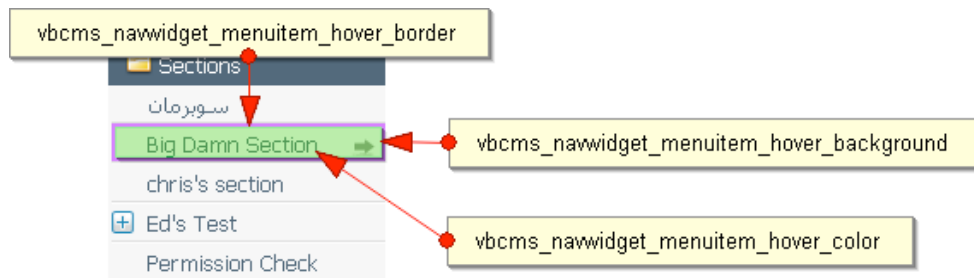 vbcms_navwidget_menuitem_hover_border
Sections
سوبرمان
Big Damn Section
vbcms_navwidget_menuitem_hover_background
chris's section
Ed's Test
vbcms_navwidget_menuitem_hover_color
Permission Check